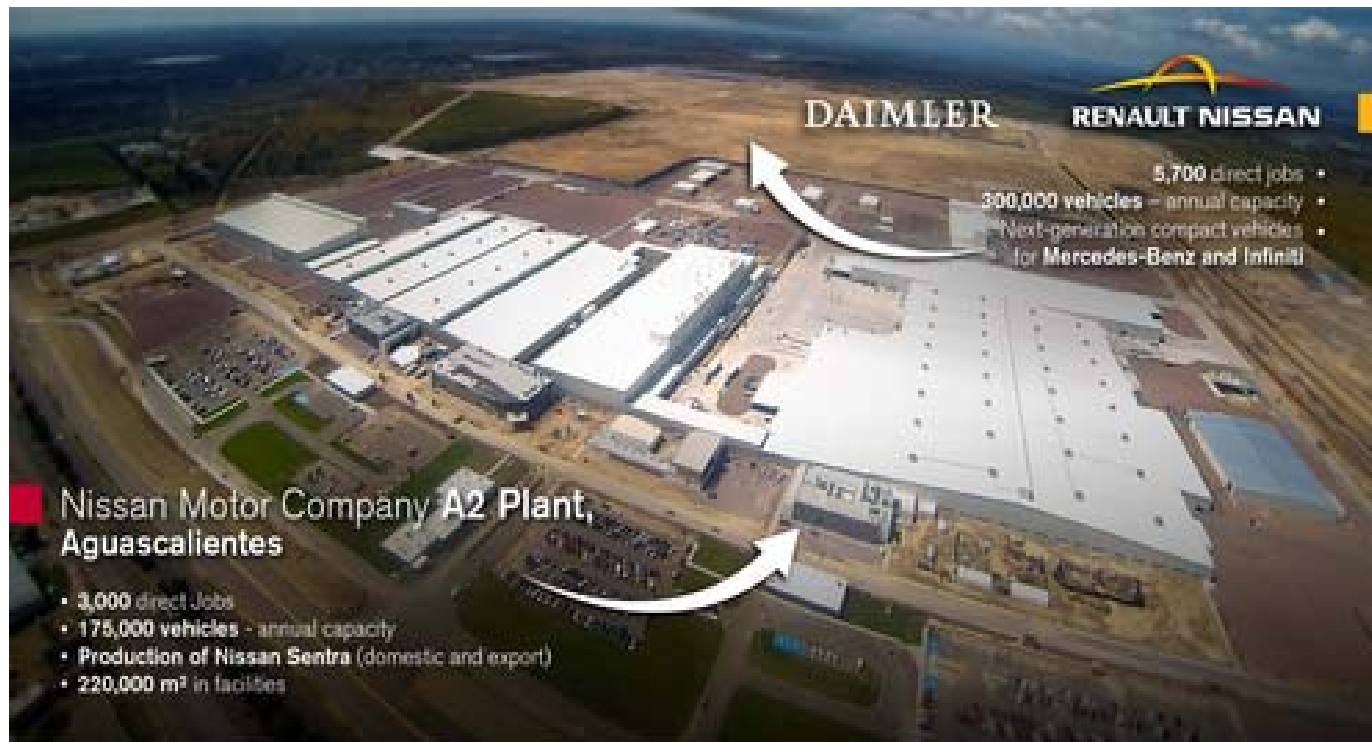 DAIMLER
RENAULT NISSAN
5,700 direct jobs •
300,000 vehicles – annual capacity •
Next-generation compact vehicles •
for Mercedes-Benz and Infiniti
Nissan Motor Company A2 Plant,
Aguascalientes
• 3,000 direct Jobs
• 175,000 vehicles - annual capacity
• Production of Nissan Sentra (domestic and export)
• 220,000 m² in facilities